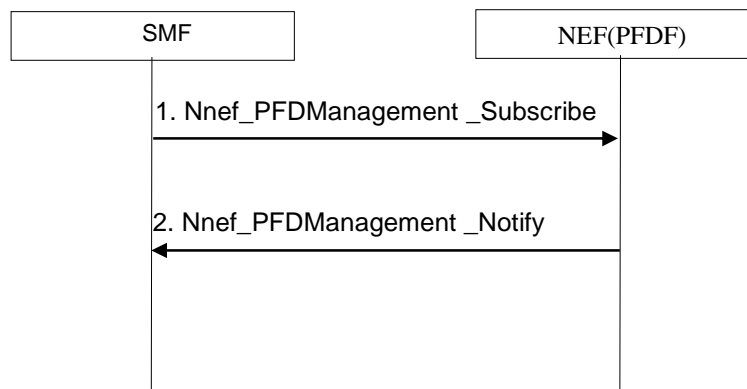 SMF
NEF(PFDF)
1. Nnef_PFDManagement _Subscribe
2. Nnef_PFDManagement _Notify